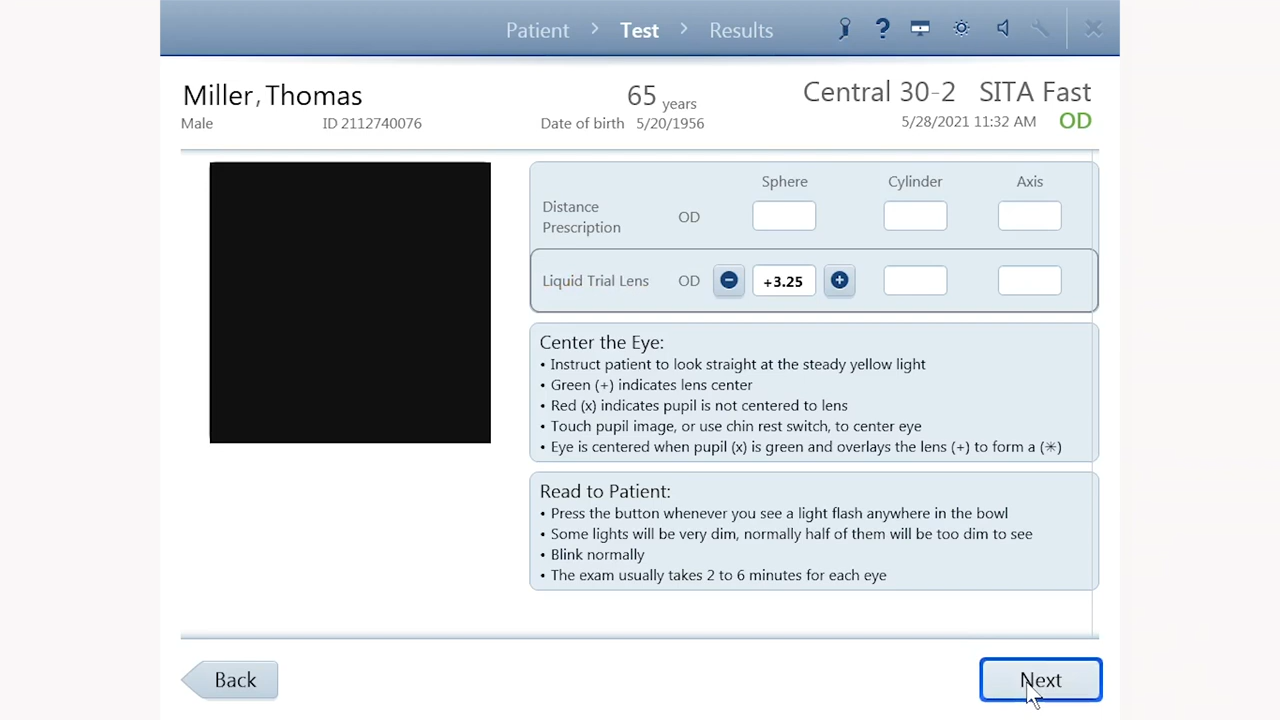 Patient > Test > Results
?
Miller, Thomas
65 years
Central 30-2 SITA Fast
Male
ID 2112740076
Date of birth 5/20/1956
5/28/2021 11:32 AM OD
Sphere Cylinder Axis
Distance
Prescription
OD
Liquid Trial Lens OD +3.25
Center the Eye:
• Instruct patient to look straight at the steady yellow light
• Green (+) indicates lens center
• Red (x) indicates pupil is not centered to lens
• Touch pupil image, or use chin rest switch, to center eye
• Eye is centered when pupil (x) is green and overlays the lens (+) to form a (✳)
Read to Patient:
• Press the button whenever you see a light flash anywhere in the bowl
• Some lights will be very dim, normally half of them will be too dim to see
• Blink normally
• The exam usually takes 2 to 6 minutes for each eye
Back
Next